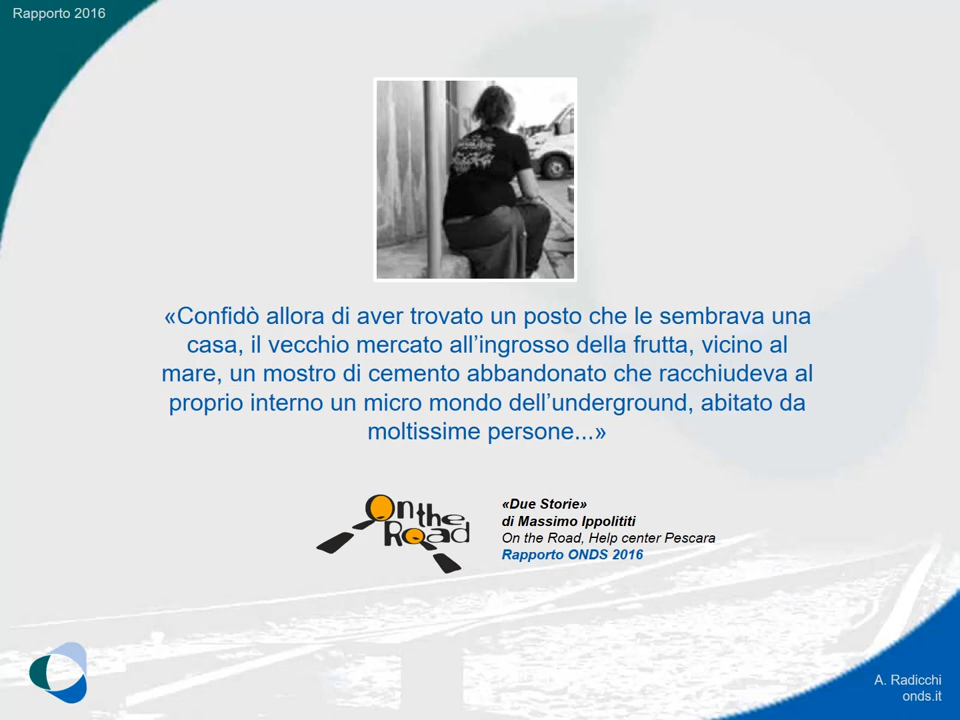 Rapporto 2016
«Confidò allora di aver trovato un posto che le sembrava una
casa, il vecchio mercato all’ingrosso della frutta, vicino al
mare, un mostro di cemento abbandonato che racchiudeva al
proprio interno un micro mondo dell’underground, abitato da
moltissime persone...»
On the
Road
«Due Storie»
di Massimo Ippolititi
On the Road, Help center Pescara
Rapporto ONDS 2016
A. Radicchi
onds.it